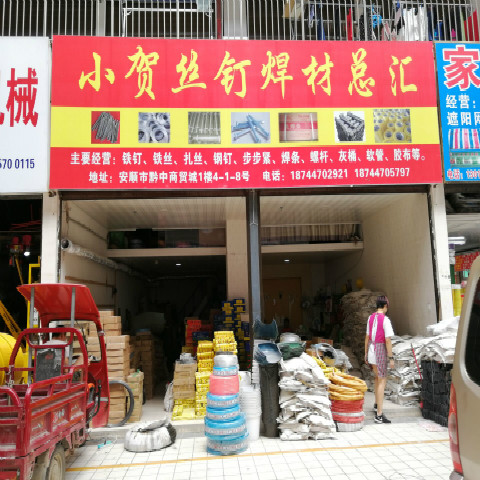 小贺丝钉焊材总汇
主要经营：铁钉、铁丝、扎丝、钢钉、步步紧、焊条、螺杆、灰桶、软管、胶布等。
地址：安顺市黔中商贸城1楼4-1-8号 电话：18744702921 18744705797
械
570 0115
家
经营：
遮阳网